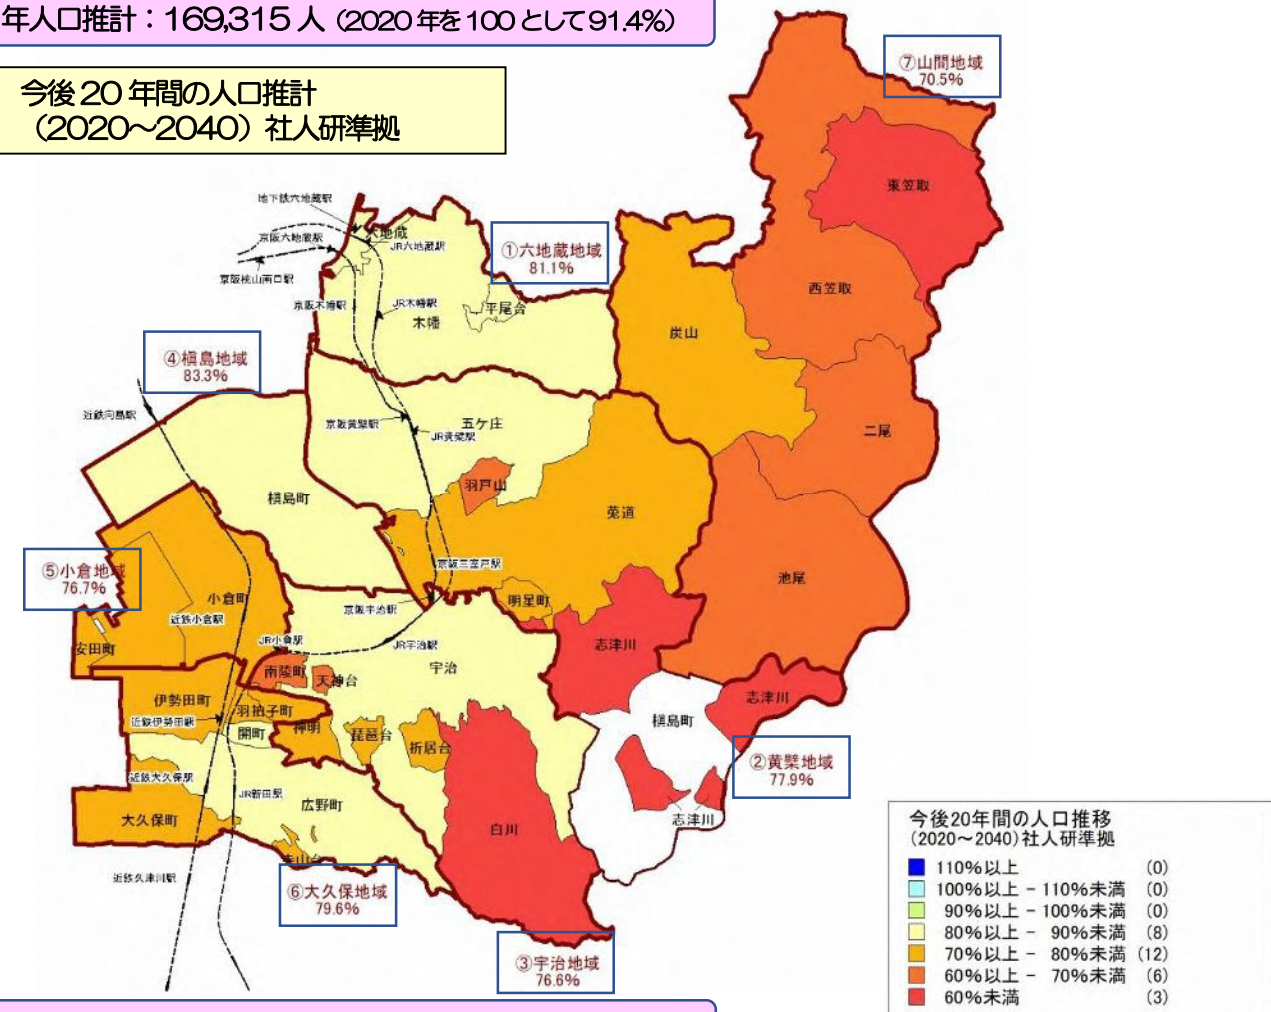 年人口推計：169,315人（2020年を100として91.4%）
今後20年間の人口推計
（2020～2040）社人研準拠
⑦山間地域
70.5%
東笠取
地下鉄六地蔵駅
六地蔵
京阪六地蔵駅
JR六地蔵駅
①六地蔵地域
81.1%
京阪桃山南口駅
西笠取
京阪木幡駅
JR木幡駅
平尾台
木幡
炭山
④槇島地域
83.3%
近鉄向島駅
京阪黄檗駅
五ケ庄
JR黄檗駅
二尾
羽戸山
槇島町
莵道
⑤小倉地域
76.7%
京阪三室戸駅
池尾
小倉町
明星町
京阪宇治駅
近鉄小倉駅
JR小倉駅
JR宇治駅
志津川
安田町
宇治
南陵町
天神台
伊勢田町
志津川
羽拍子町
近鉄伊勢田駅
槇島町
開町
神明
琵琶台
折居台
②黄檗地域
77.9%
近鉄大久保駅
JR新田駅
広野町
大久保町
白川
志津川
今後20年間の人口推移
（2020～2040）社人研準拠
110%以上 (0)
100%以上 - 110%未満 (0)
90%以上 - 100%未満 (0)
80%以上 - 90%未満 (8)
70%以上 - 80%未満 (12)
60%以上 - 70%未満 (6)
60%未満 (3)
近鉄久津川駅
⑥大久保地域
79.6%
③宇治地域
76.6%